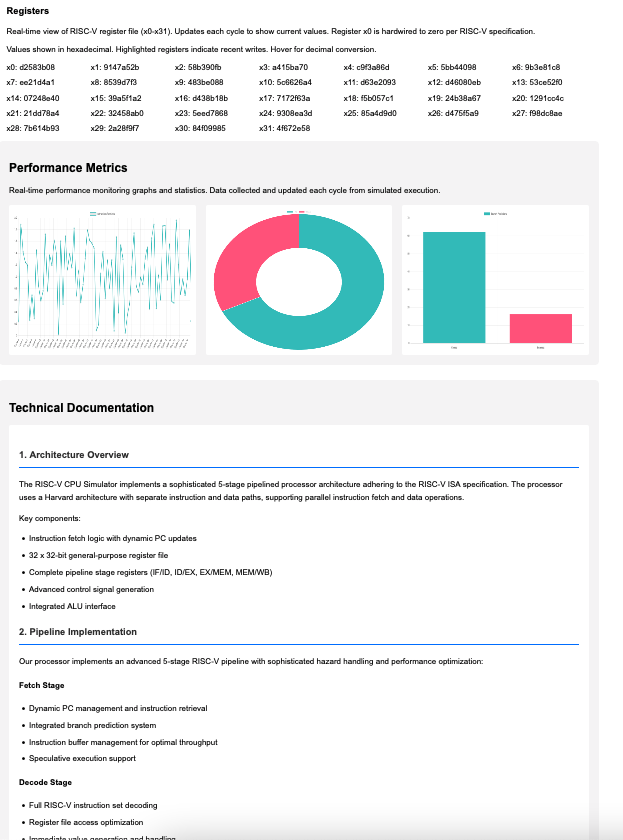 Registers
Real-time view of RISC-V register file (x0-x31). Updates each cycle to show current values. Register x0 is hardwired to zero per RISC-V specification.
Values shown in hexadecimal. Highlighted registers indicate recent writes. Hover for decimal conversion.
x0: d2583b08 x1: 9147a52b x2: 58b390fb x3: a415ba70 x4: c9f3a86d x5: 5bb44098 x6: 9b3e81c8
x7: ee21d4a1 x8: 8539d7f3 x9: 483be088 x10: 5c6626a4 x11: d63e2093 x12: d46080eb x13: 53ce52f0
x14: 07248e40 x15: 39a5f1a2 x16: d438b18b x17: 7172f63a x18: f5b057c1 x19: 24b38a67 x20: 1291cc4c
x21: 21dd78a4 x22: 32458ab0 x23: 5eed7868 x24: 9308ea3d x25: 85a4d9d0 x26: d475f5a9 x27: f98dc8ae
x28: 7b614b93 x29: 2a28f9f7 x30: 84f09985 x31: 4f672e58
Performance Metrics
Real-time performance monitoring graphs and statistics. Data collected and updated each cycle from simulated execution.
Technical Documentation
1. Architecture Overview
The RISC-V CPU Simulator implements a sophisticated 5-stage pipelined processor architecture adhering to the RISC-V ISA specification. The processor
uses a Harvard architecture with separate instruction and data paths, supporting parallel instruction fetch and data operations.
Key components:
• Instruction fetch logic with dynamic PC updates
• 32 x 32-bit general-purpose register file
• Complete pipeline stage registers (IF/ID, ID/EX, EX/MEM, MEM/WB)
• Advanced control signal generation
• Integrated ALU interface
2. Pipeline Implementation
Our processor implements an advanced 5-stage RISC-V pipeline with sophisticated hazard handling and performance optimization:
Fetch Stage
• Dynamic PC management and instruction retrieval
• Integrated branch prediction system
• Instruction buffer management for optimal throughput
• Speculative execution support
Decode Stage
• Full RISC-V instruction set decoding
• Register file access optimization
• Immediate value generation and handling